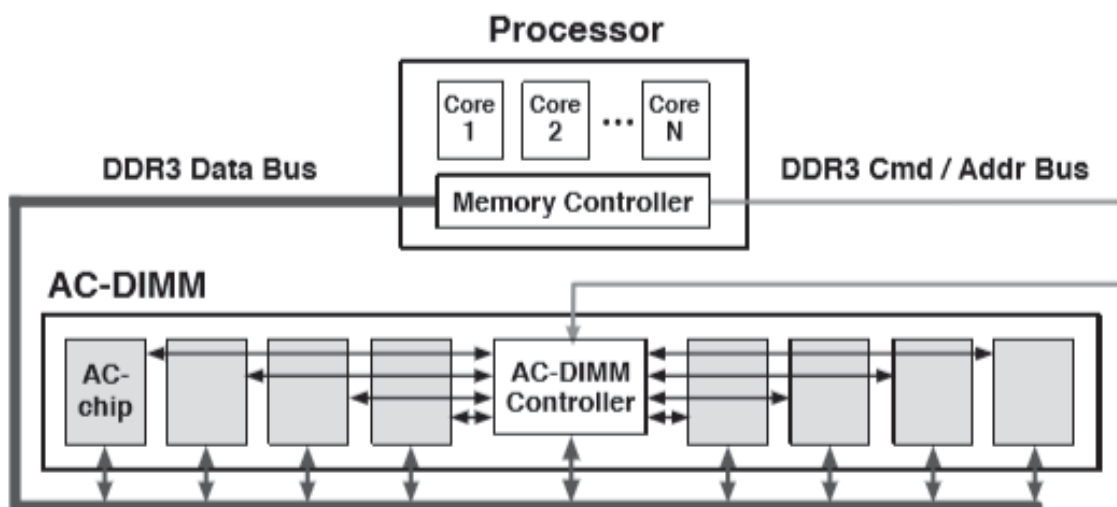 Processor
Core 1
Core 2
...
Core N
DDR3 Data Bus
Memory Controller
DDR3 Cmd / Addr Bus
AC-DIMM
AC-
chip
AC-DIMM
Controller